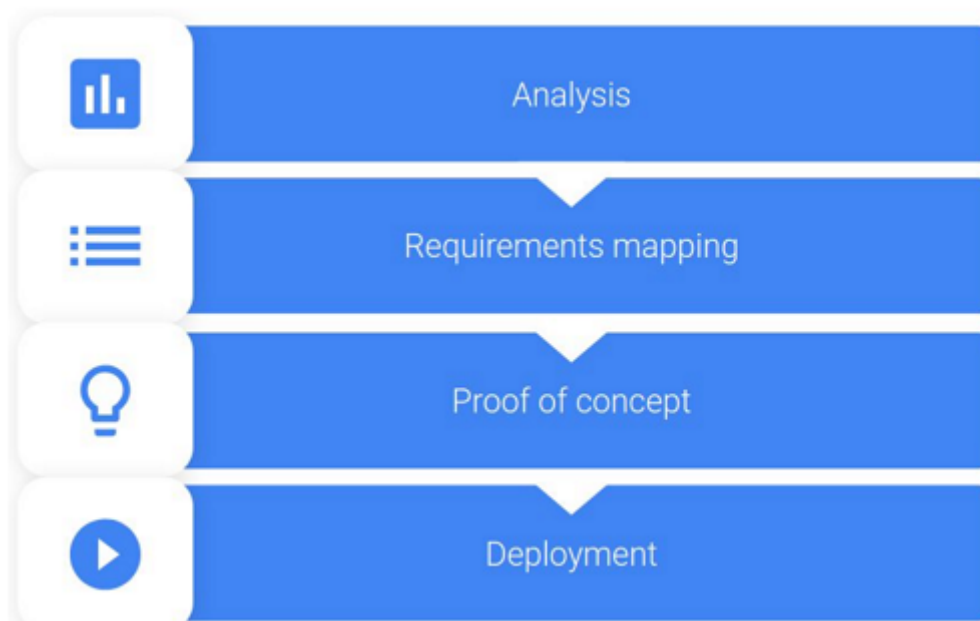 Analysis
Requirements mapping
Proof of concept
Deployment